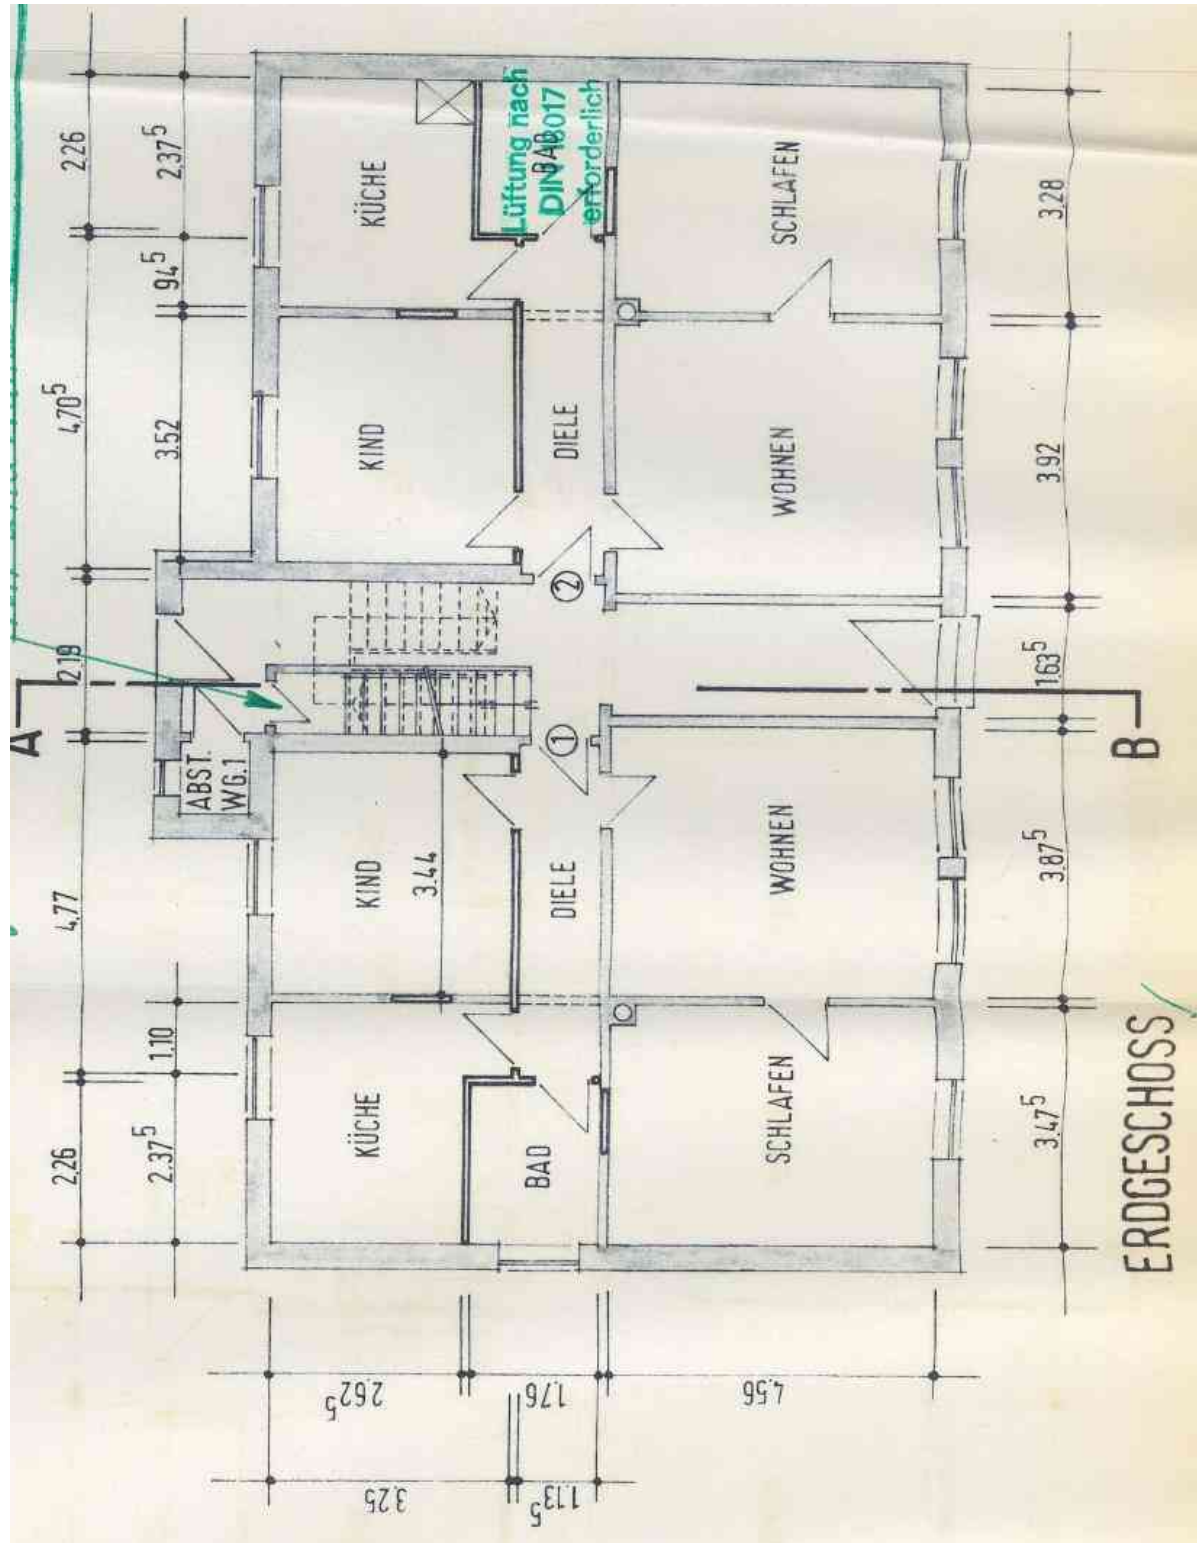 2.26
4.77
2.19
4.70⁵
2.26
A
2.37⁵
1.10
3.52
94⁵
2.37⁵
ABST.
WG.1
KÜCHE
KIND
3.44
KIND
KÜCHE
BAD
DIELE
1
2
DIELE
BAD
Lüftung nach
DIN 18017
erforderlich
SCHLAFEN
WOHNEN
WOHNEN
SCHLAFEN
3.47⁵
3.87⁵
1.63⁵
3.92
3.28
B
ERDGESCHOSS
2.62⁵
1.76
4.56
3.25
1.13⁵